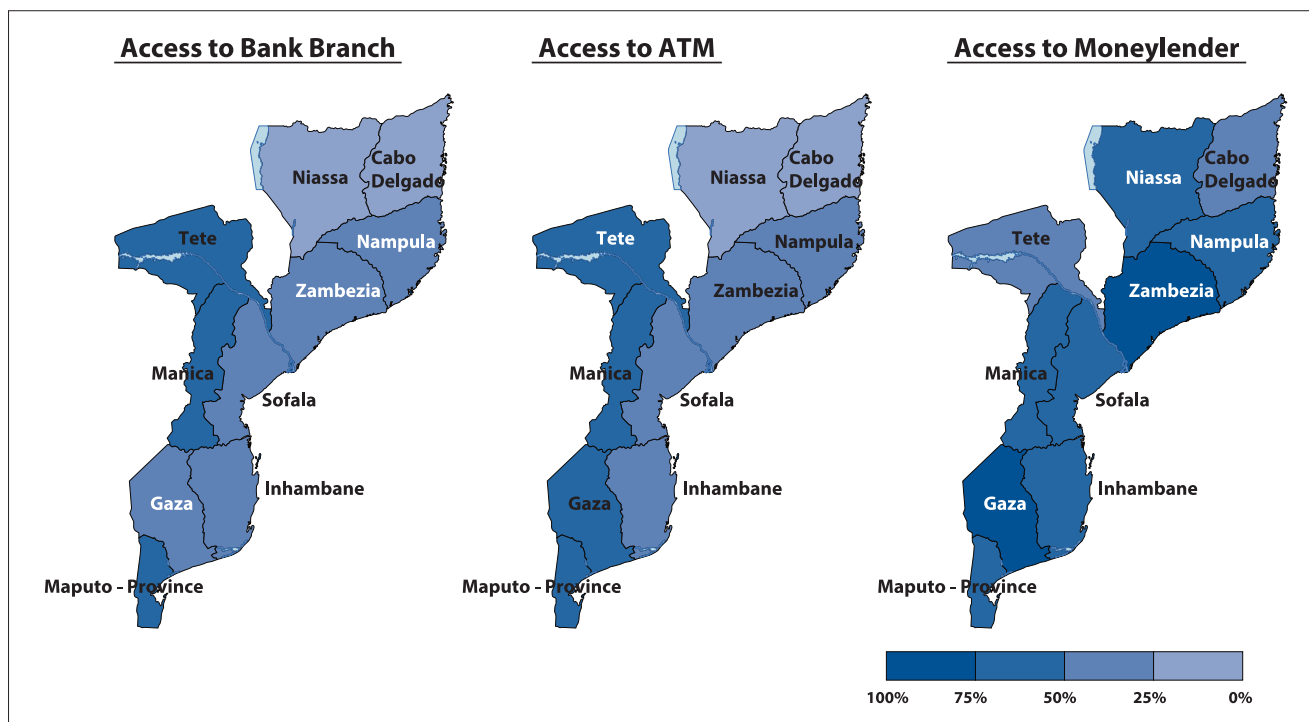 Access to Bank Branch
Access to ATM
Access to Moneylender
Niassa
Cabo
Delgado
Tete
Nampula
Zambezia
Manica
Sofala
Gaza
Inhambane
Maputo - Province
Niassa
Cabo
Delgado
Tete
Nampula
Zambezia
Manica
Sofala
Gaza
Inhambane
Maputo - Province
Niassa
Cabo
Delgado
Tete
Nampula
Zambezia
Manica
Sofala
Gaza
Inhambane
Maputo - Province
100% 75% 50% 25% 0%